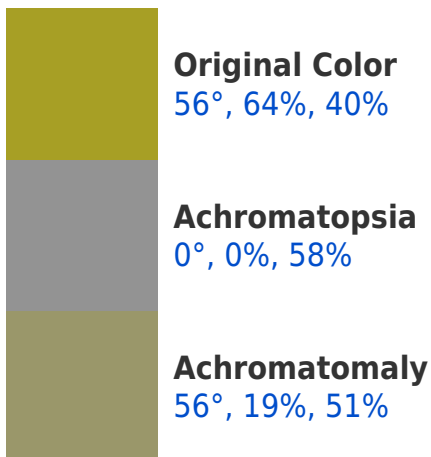 Original Color
56°, 64%, 40%
Achromatopsia
0°, 0%, 58%
Achromatomaly
56°, 19%, 51%